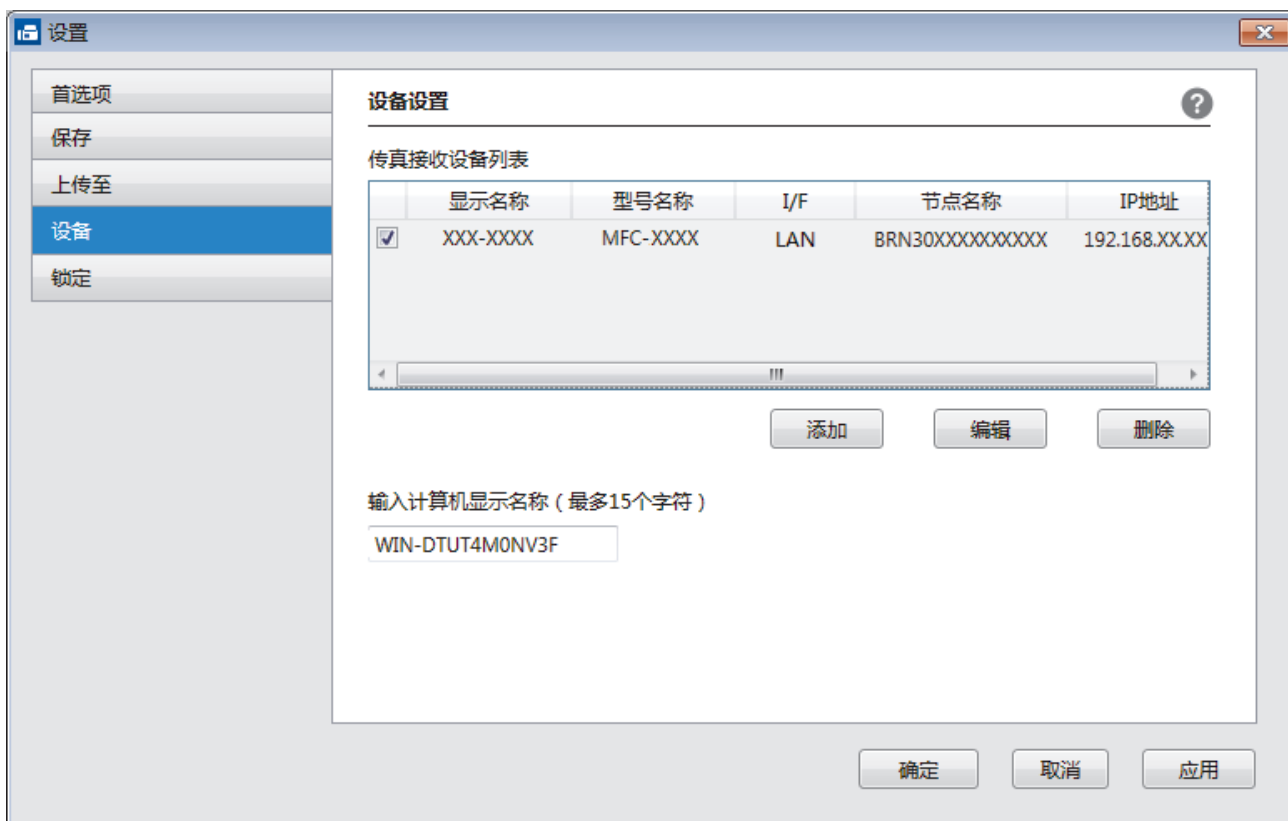 设置
首选项
保存
上传至
设备
锁定
设备设置
?
传真接收设备列表
显示名称 型号名称 I/F 节点名称 IP地址
XXX-XXXX MFC-XXXX LAN BRN30XXXXXXXXXX 192.168.XX.XX
添加 编辑 删除
输入计算机显示名称（最多15个字符）
WIN-DTUT4M0NV3F
确定 取消 应用